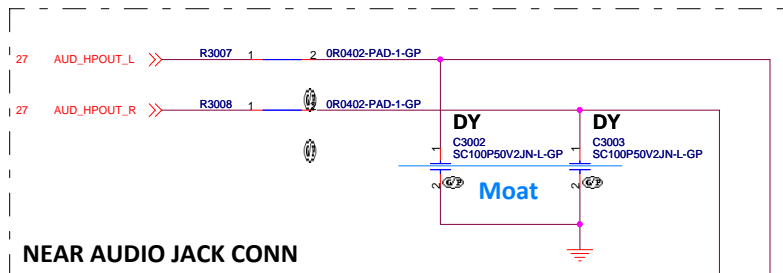 27 AUD_HPOUT_L R3007 1 2 0R0402-PAD-1-GP
27 AUD_HPOUT_R R3008 1 2 0R0402-PAD-1-GP
DY DY
C3002 C3003
SC100P50V2JN-L-GP SC100P50V2JN-L-GP
1 1
2 2
Moat
NEAR AUDIO JACK CONN